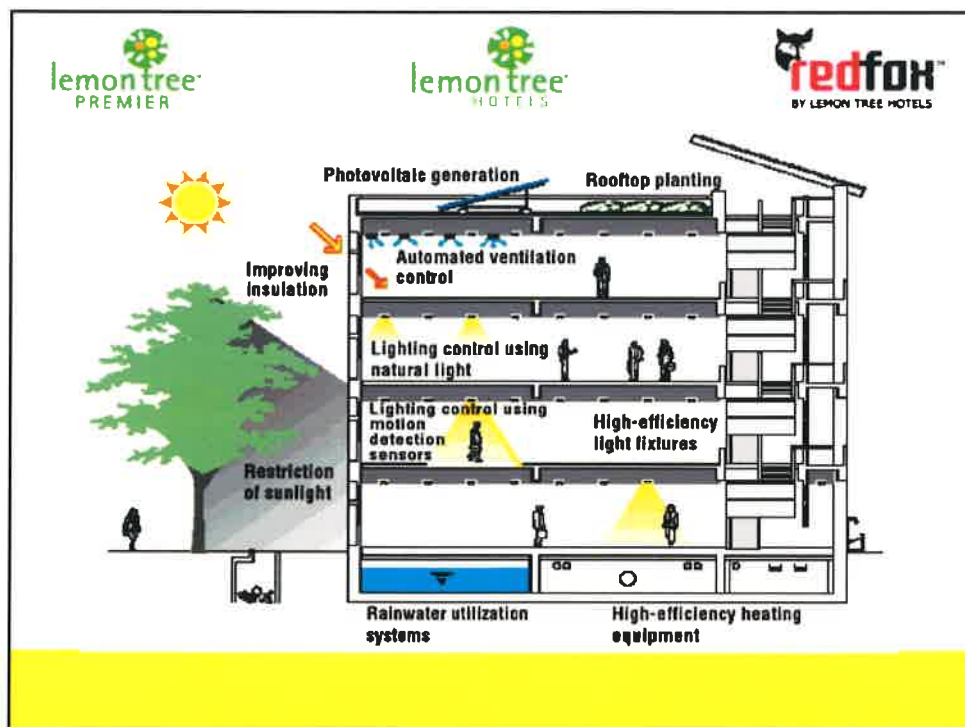 lemon tree
PREMIER
lemon tree
HOTELS
redfox™
BY LEMON TREE HOTELS
Photovoltaic generation
Rooftop planting
Improving
insulation
Automated ventilation
control
Lighting control using
natural light
Lighting control using
motion
detection
sensors
High-efficiency
light fixtures
Restriction
of sunlight
Rainwater utilization
systems
High-efficiency heating
equipment